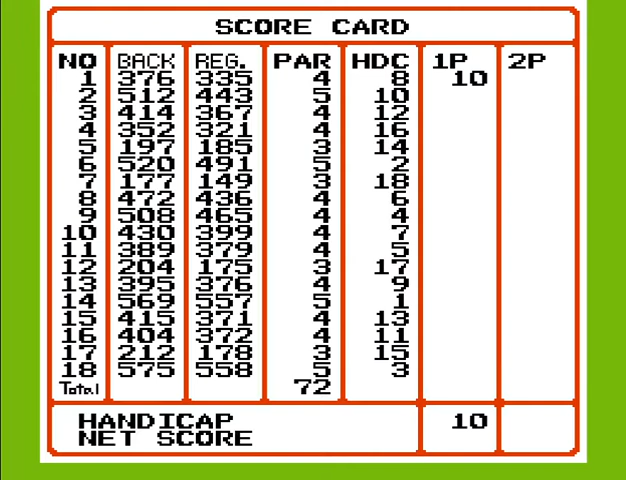 SCORE CARD
NO BACK REG. PAR HDC 1P 2P
1 376 335 4 8 10
2 512 443 5 10
3 414 367 4 12
4 352 321 4 16
5 197 185 3 14
6 520 491 5 2
7 177 149 3 18
8 472 436 4 6
9 508 465 4 4
10 430 399 4 7
11 389 379 4 5
12 204 175 3 17
13 395 376 4 9
14 569 557 5 1
15 415 371 4 13
16 404 372 4 11
17 212 178 3 15
18 575 558 5 3
Total 72
HANDICAP 10
NET SCORE